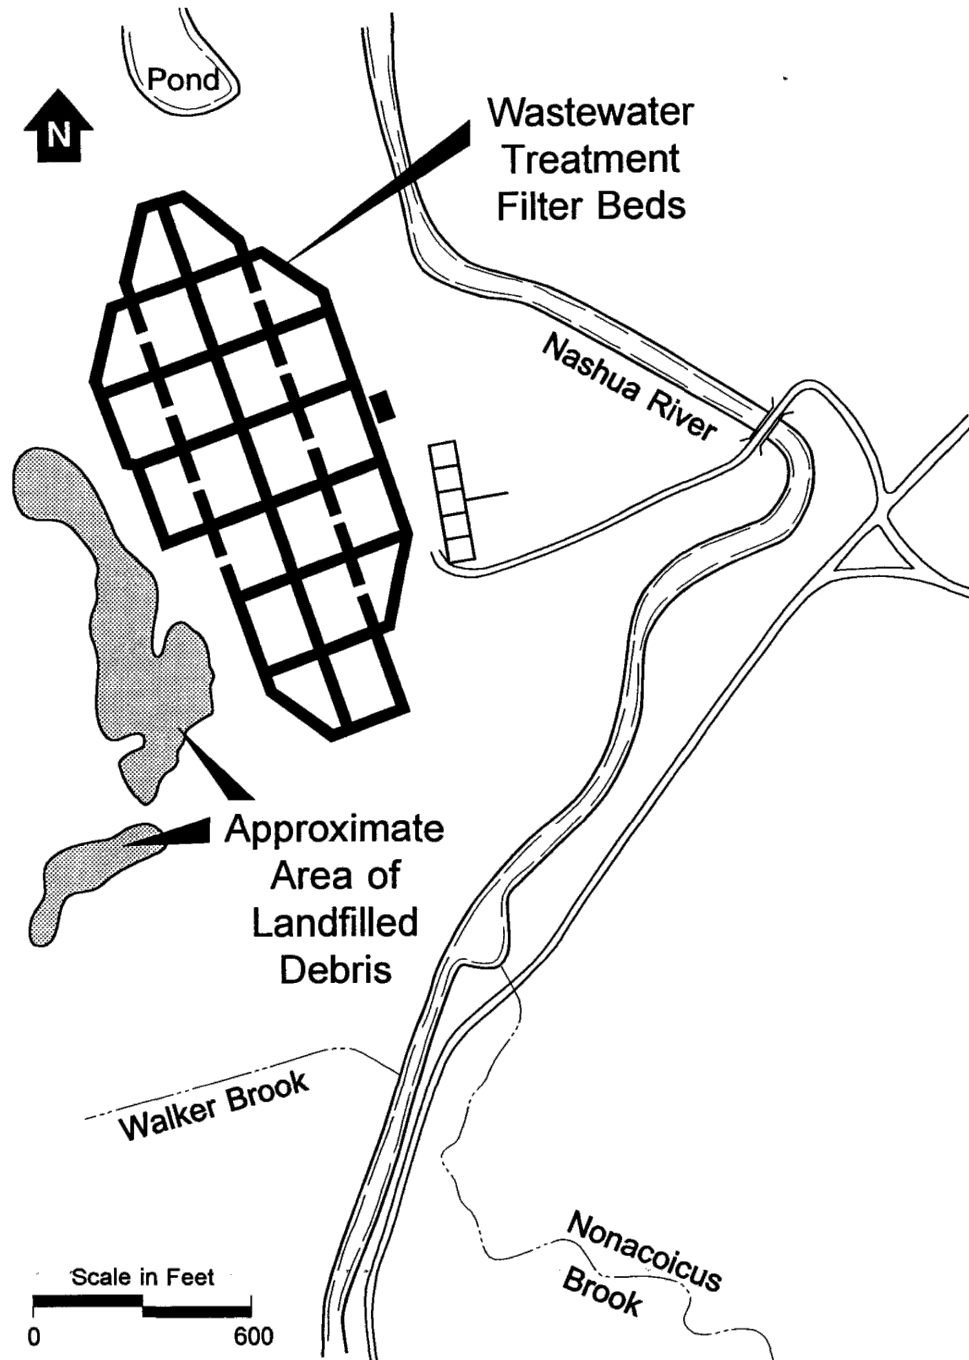 Pond
N
Wastewater
Treatment
Filter Beds
Nashua River
Approximate
Area of
Landfilled
Debris
Walker Brook
Nonacoicus
Brook
Scale in Feet
0
600